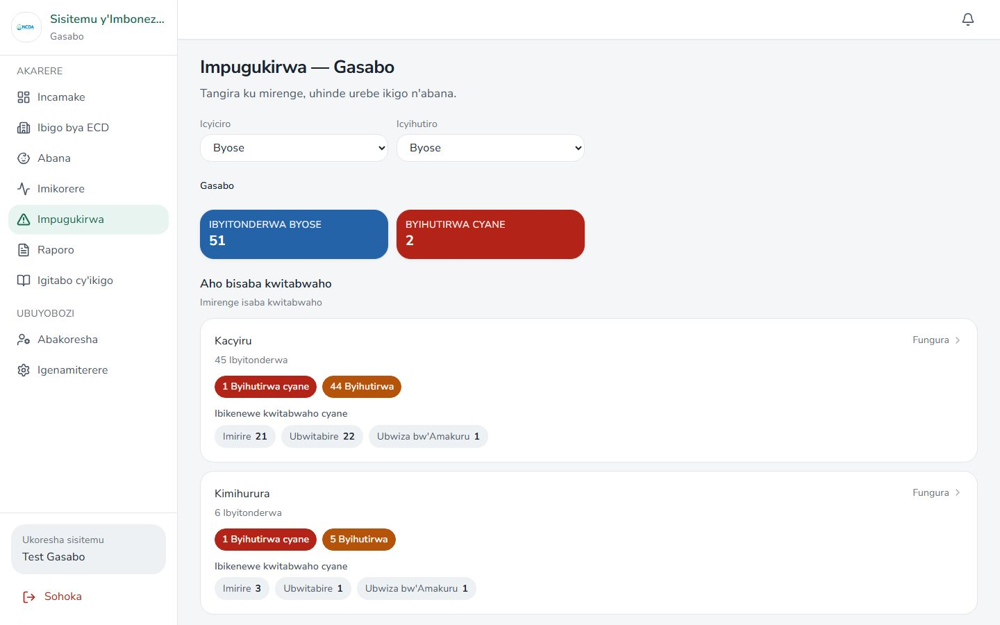 NCDA
Sisitemu y'Imbonez...
Gasabo
AKARERE
Incamake
Ibigo bya ECD
Abana
Imikorere
Impugukirwa
Raporo
Igitabo cy'ikigo
UBUYOBOZI
Abakoresha
Igenamiterere
Ukoresha sisitemu
Test Gasabo
Sohoka
Impugukirwa — Gasabo
Tangira ku mirenge, uhinde urebe ikigo n'abana.
Icyiciro Icyihutiro
Byose Byose
Gasabo
IBYITONDERWA BYOSE BYIHUTIRWA CYANE
51 2
Aho bisaba kwitabwaho
Imirenge isaba kwitabwaho
Kacyiru Fungura
45 Ibyitonderwa
1 Byihutirwa cyane 44 Byihutirwa
Ibikenewe kwitabwaho cyane
Imirire 21 Ubwitabire 22 Ubwiza bw'Amakuru 1
Kimihurura Fungura
6 Ibyitonderwa
1 Byihutirwa cyane 5 Byihutirwa
Ibikenewe kwitabwaho cyane
Imirire 3 Ubwitabire 1 Ubwiza bw'Amakuru 1